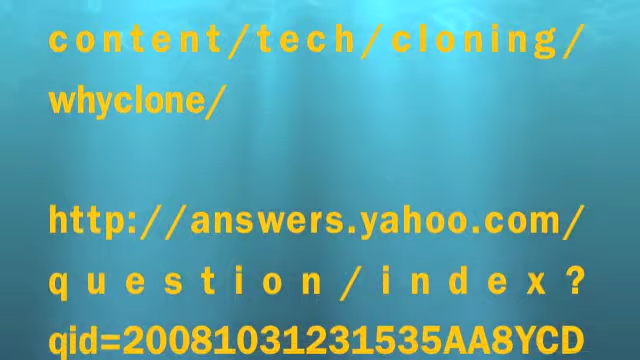 content/tech/cloning/
whyclone/
http://answers.yahoo.com/
question/index?
qid=20081031231535AA8YCD